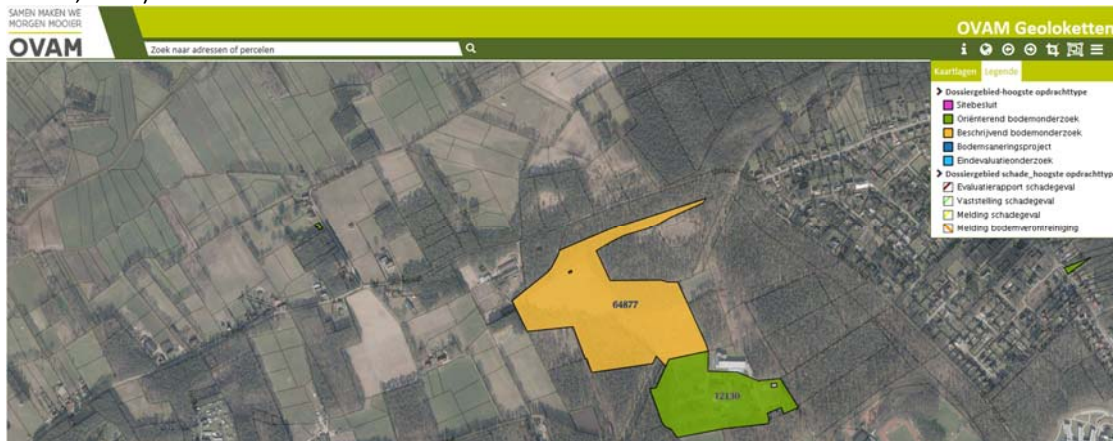 SAMEN MAKEN WE
MORGEN MOOIER
OVAM
OVAM Geoloketten
Zoek naar adressen of percelen
Kaartlagen Legende
Dossiergebied-hoogste opdrachttype
Sitebesluit
Oriënterend bodemonderzoek
Beschrijvend bodemonderzoek
Bodemsaneringsproject
Eindevaluatieonderzoek
Dossiergebied schade_hoogste opdrachttyp
Evaluatierapport schadegeval
Vaststelling schadegeval
Melding schadegeval
Melding bodemverontreiniging
64877
12130